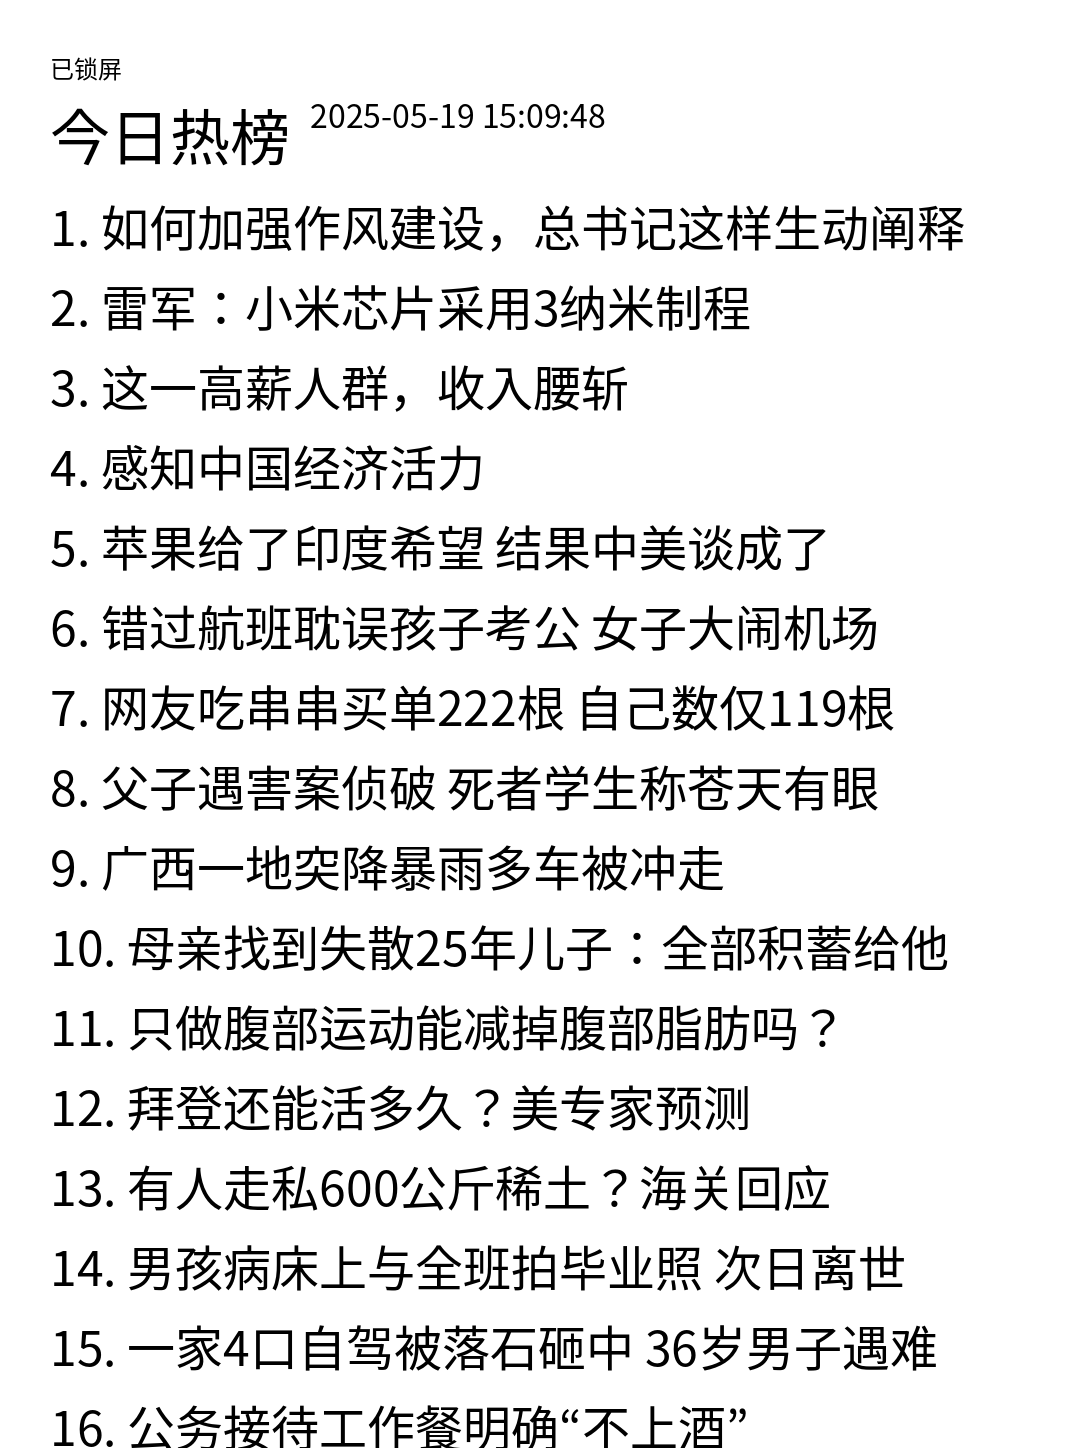 已锁屏
今日热榜 2025-05-19 15:09:48
1. 如何加强作风建设，总书记这样生动阐释
2. 雷军：小米芯片采用3纳米制程
3. 这一高薪人群，收入腰斩
4. 感知中国经济活力
5. 苹果给了印度希望 结果中美谈成了
6. 错过航班耽误孩子考公 女子大闹机场
7. 网友吃串串买单222根 自己数仅119根
8. 父子遇害案侦破 死者学生称苍天有眼
9. 广西一地突降暴雨多车被冲走
10. 母亲找到失散25年儿子：全部积蓄给他
11. 只做腹部运动能减掉腹部脂肪吗？
12. 拜登还能活多久？美专家预测
13. 有人走私600公斤稀土？海关回应
14. 男孩病床上与全班拍毕业照 次日离世
15. 一家4口自驾被落石砸中 36岁男子遇难
16. 公务接待工作餐明确“不上酒”